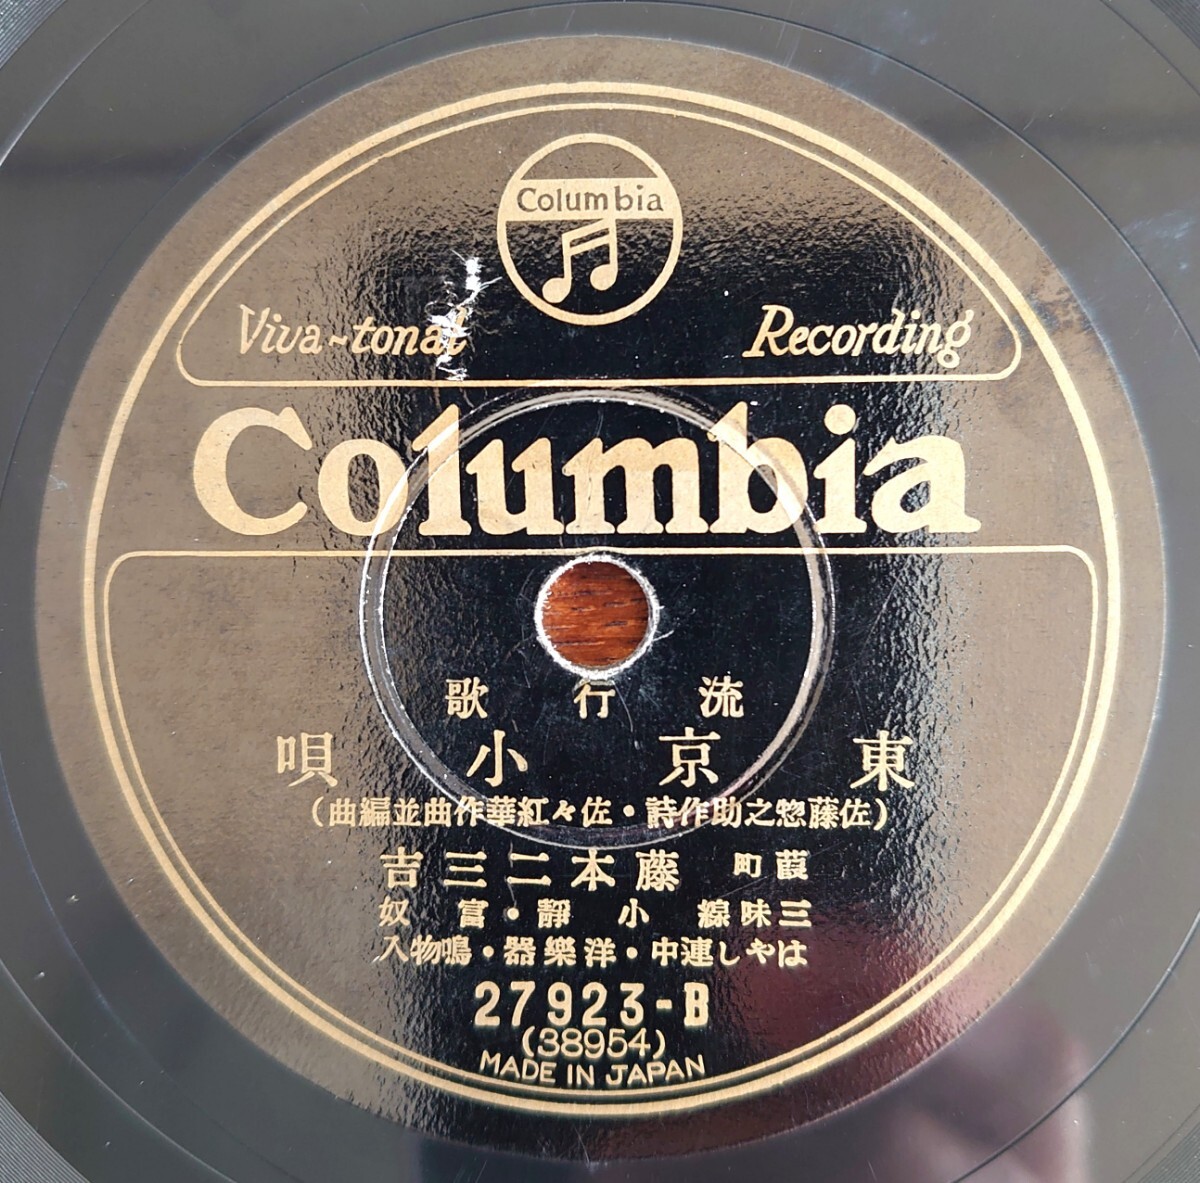 Columbia
Viva-tonal Recording
Columbia
流行歌
東京小唄
(佐藤惣之助作詩・佐々紅華作曲並編曲)
葭町 藤本二三吉
三味線 小靜・富奴
はやし連中・洋樂器・鳴物入
27923-B
(38954)
MADE IN JAPAN